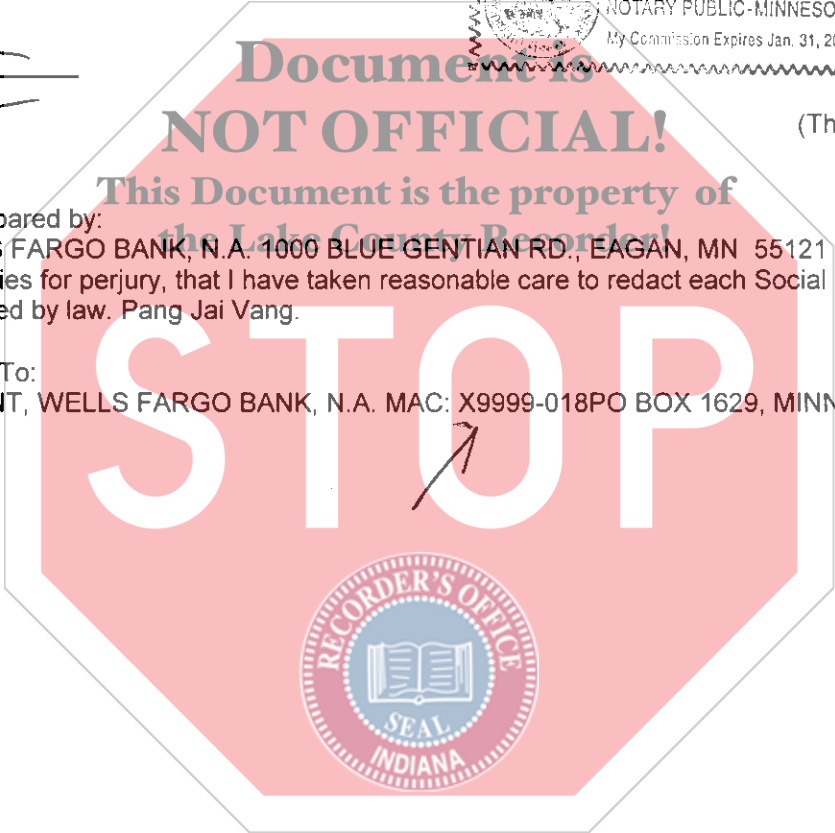 NOTARY PUBLIC-MINNESO
My Commission Expires Jan. 31, 20
Document is
NOT OFFICIAL!
(Th
This Document is the property of
pared by:
the Lake County Recorder!
S FARGO BANK, N.A. 1000 BLUE GENTIAN RD., EAGAN, MN 55121
ies for perjury, that I have taken reasonable care to redact each Social
ed by law. Pang Jai Vang.
To:
NT, WELLS FARGO BANK, N.A. MAC: X9999-018PO BOX 1629, MINN
STOP
RECORDER'S OFFICE
SEAL
INDIANA